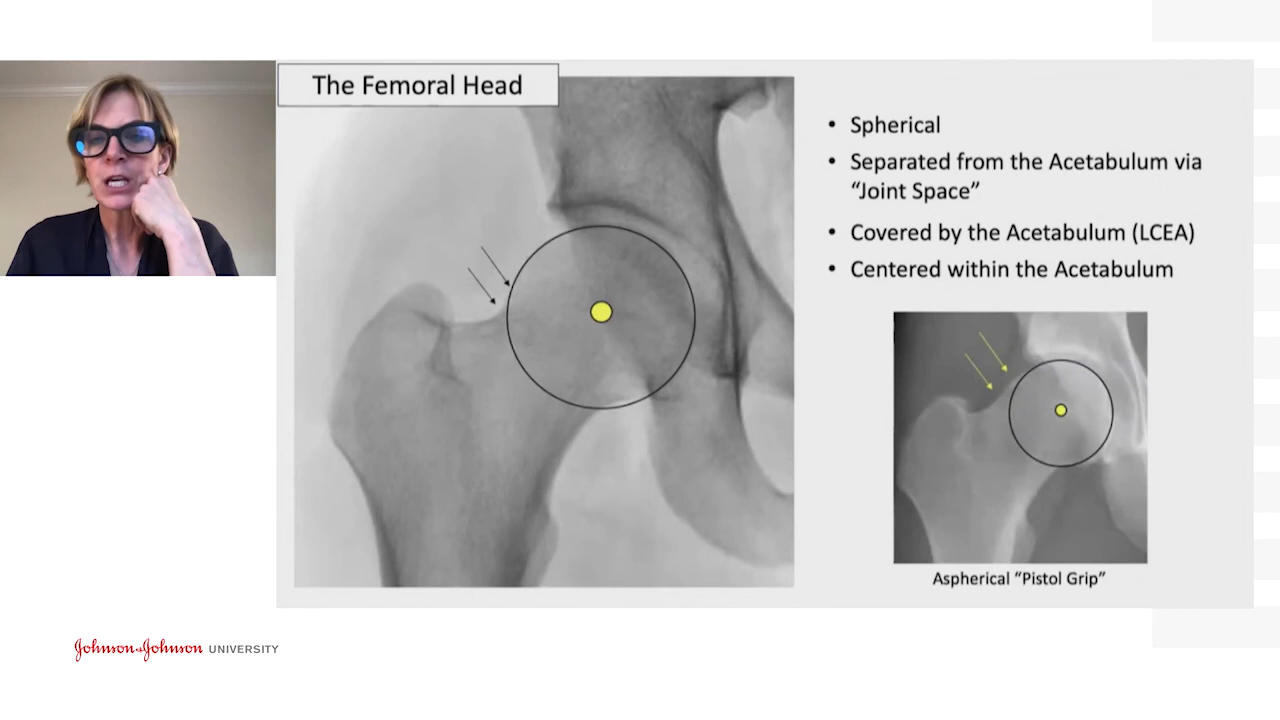 The Femoral Head
• Spherical
• Separated from the Acetabulum via
“Joint Space”
• Covered by the Acetabulum (LCEA)
• Centered within the Acetabulum
Aspherical “Pistol Grip”
Johnson+Johnson UNIVERSITY